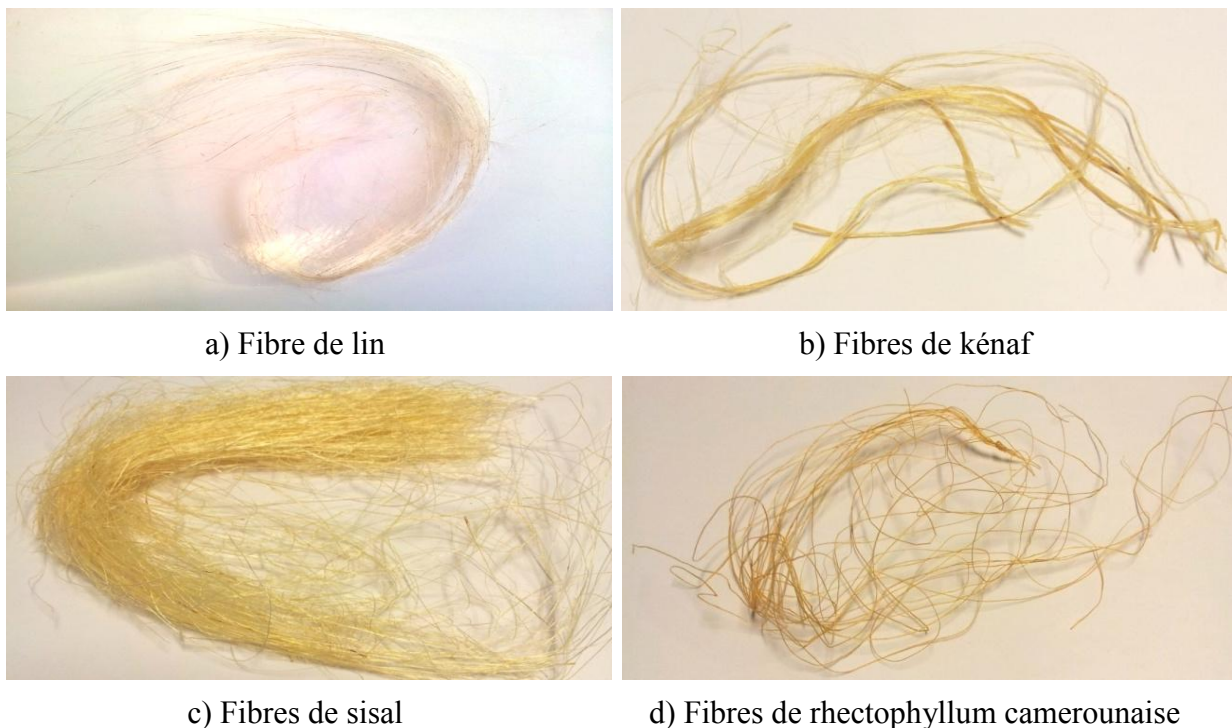 a) Fibre de lin
b) Fibres de kénaf
c) Fibres de sisal
d) Fibres de rhectophyllum camerounaise